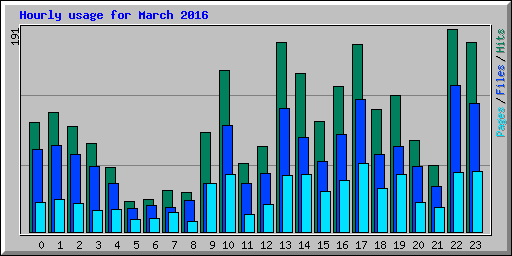 Hourly usage for March 2016
191
Pages/Files/Hits
0 1 2 3 4 5 6 7 8 9 10 11 12 13 14 15 16 17 18 19 20 21 22 23